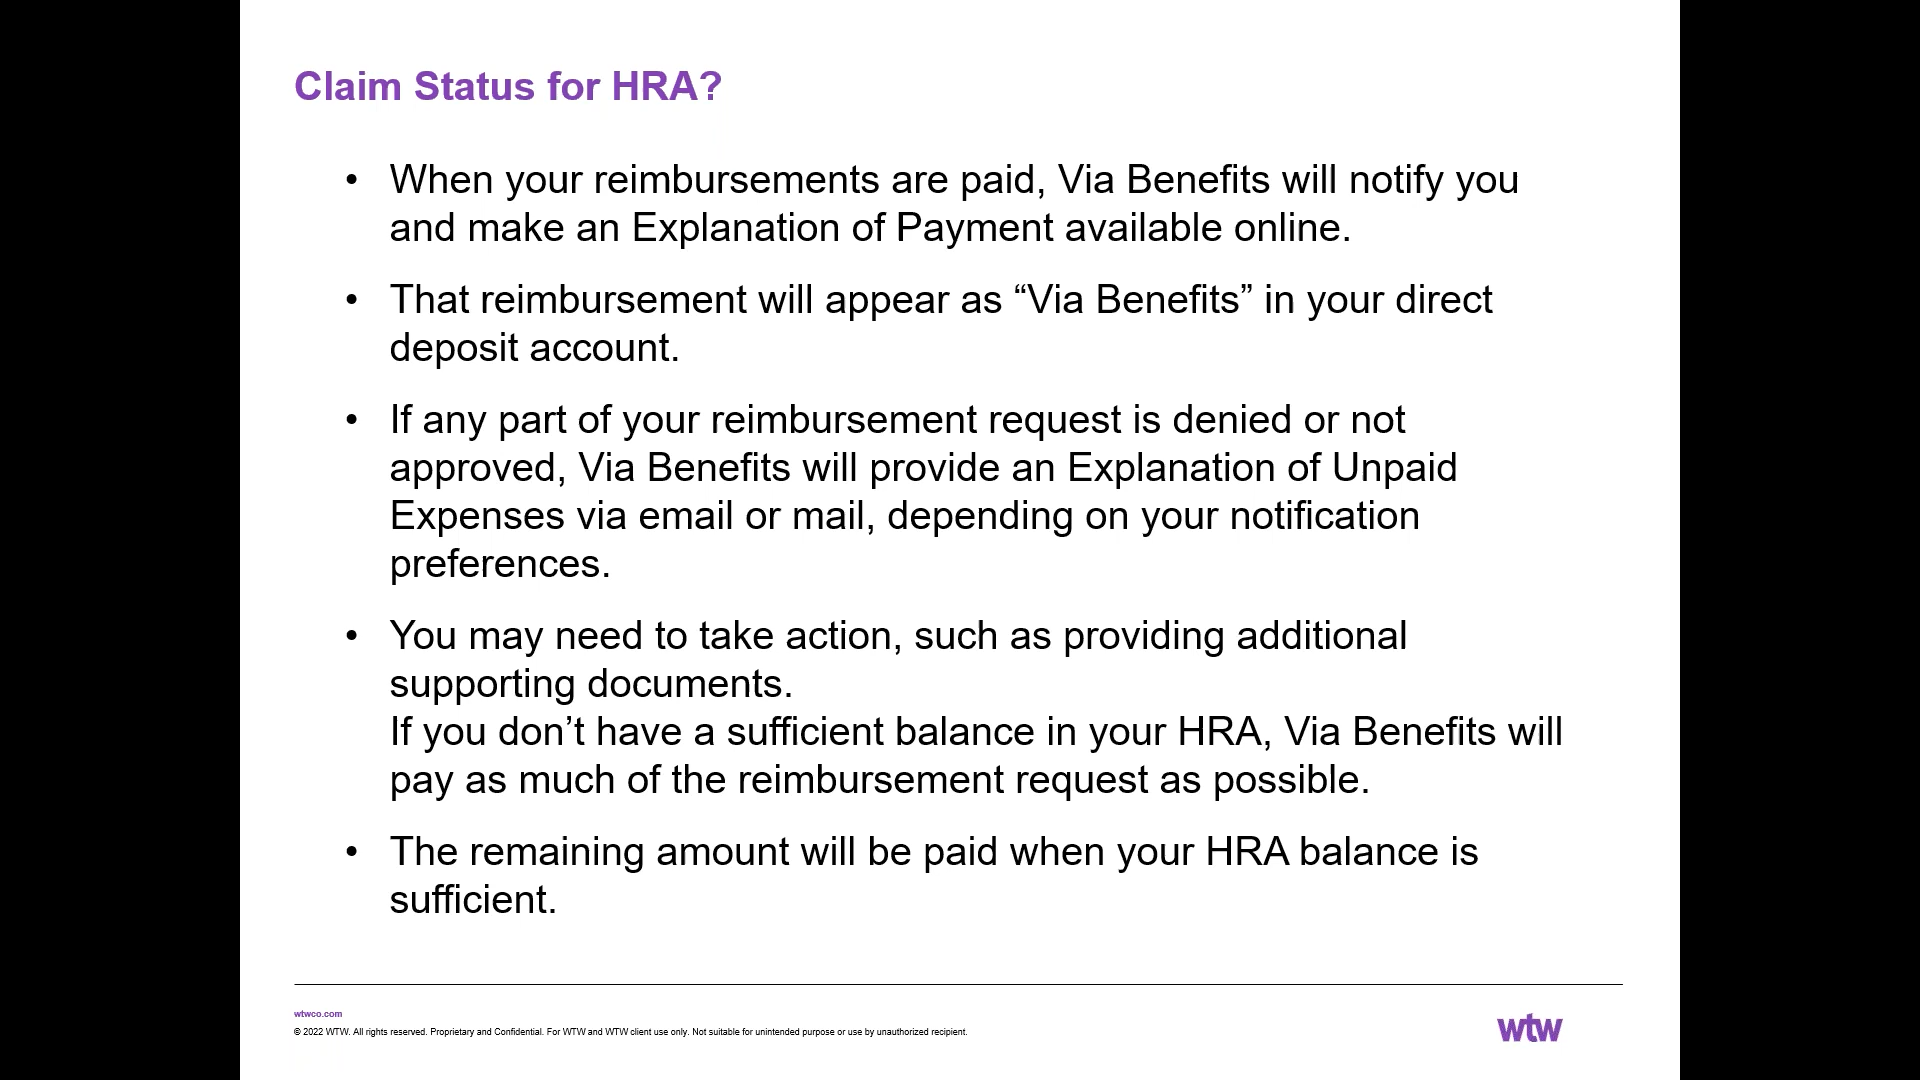 Claim Status for HRA?
• When your reimbursements are paid, Via Benefits will notify you
and make an Explanation of Payment available online.
• That reimbursement will appear as “Via Benefits” in your direct
deposit account.
• If any part of your reimbursement request is denied or not
approved, Via Benefits will provide an Explanation of Unpaid
Expenses via email or mail, depending on your notification
preferences.
• You may need to take action, such as providing additional
supporting documents.
If you don’t have a sufficient balance in your HRA, Via Benefits will
pay as much of the reimbursement request as possible.
• The remaining amount will be paid when your HRA balance is
sufficient.
wtwco.com
© 2022 WTW. All rights reserved. Proprietary and Confidential. For WTW and WTW client use only. Not suitable for unintended purpose or use by unauthorized recipient.
wtw